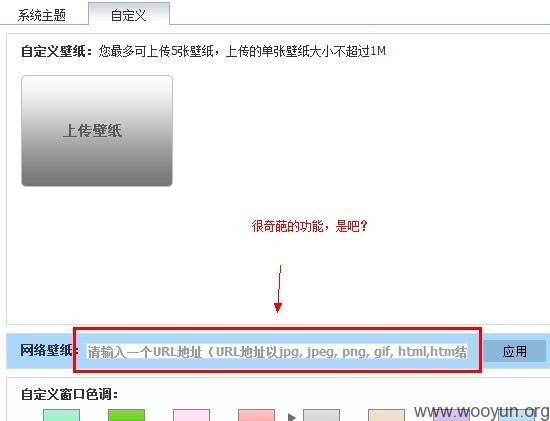 系统主题 自定义
自定义壁纸：您最多可上传5张壁纸，上传的单张壁纸大小不超过1M
上传壁纸
很奇葩的功能，是吧?
网络壁纸：请输入一个URL地址（URL地址以jpg, jpeg, png, gif, html,htm结 应用
自定义窗口色调：
www.wooyun.org